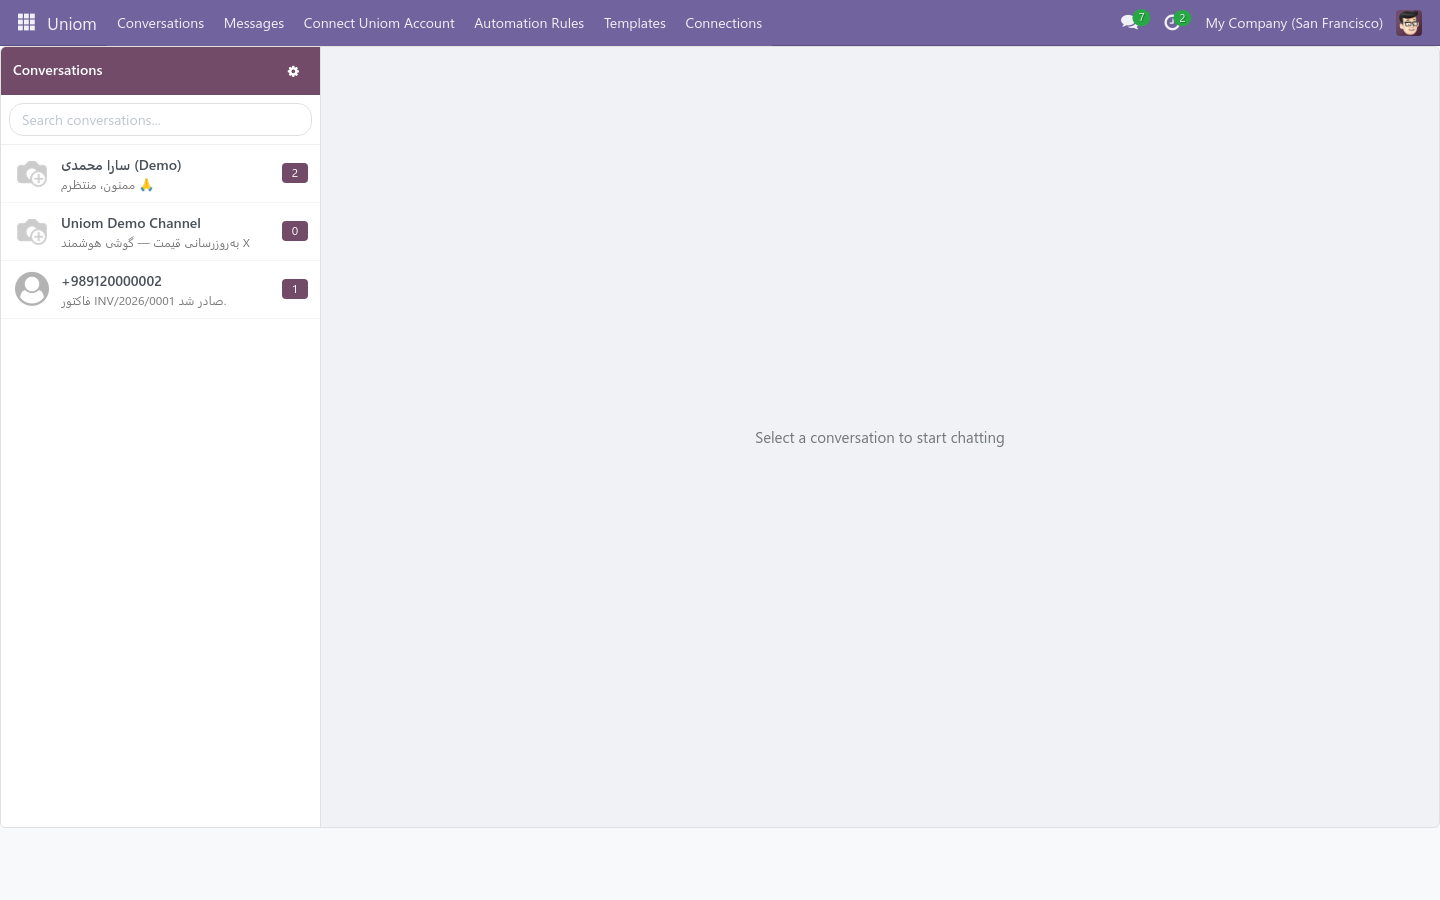 Uniom Conversations Messages Connect Uniom Account Automation Rules Templates Connections 7 2 My Company (San Francisco)
Conversations
Search conversations...
سارا محمدی (Demo)
ممنون، منتظرم 🙏
2
Uniom Demo Channel
به‌روزرسانی قیمت — گوشی هوشمند X
0
+989120000002
فاکتور INV/2026/0001 صادر شد.
1
Select a conversation to start chatting